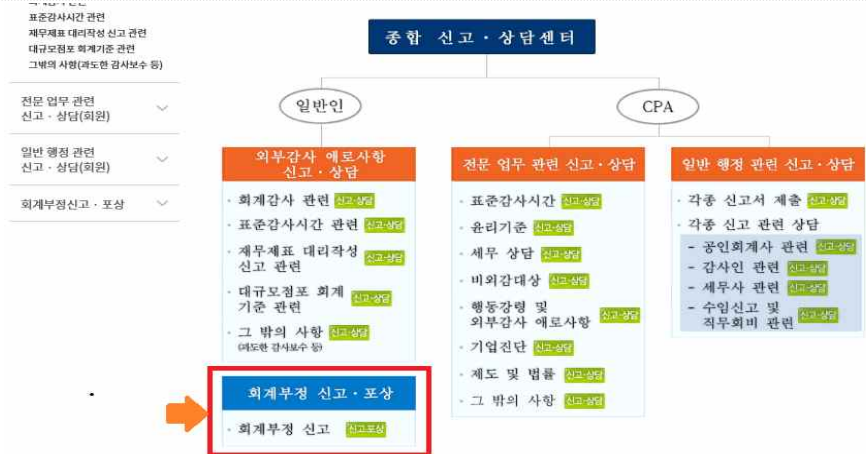 표준감사시간 관련
재무제표 대리작성 신고 관련
대규모점포 회계기준 관련
그밖의 사항(과도한 감사보수 등)
전문 업무 관련
신고 · 상담(회원)
일반 행정 관련
신고 · 상담(회원)
회계부정신고 · 포상
종합 신고 · 상담센터
일반인
CPA
외부감사 애로사항
신고 · 상담
· 회계감사 관련 신고·상담
· 표준감사시간 관련 신고·상담
· 재무제표 대리작성
신고 관련 신고·상담
· 대규모점포 회계
기준 관련 신고·상담
· 그 밖의 사항 신고·상담
(과도한 감사보수 등)
회계부정 신고 · 포상
· 회계부정 신고 신고포상
전문 업무 관련 신고 · 상담
· 표준감사시간 신고·상담
· 윤리기준 신고·상담
· 세무 상담 신고·상담
· 비외감대상 신고·상담
· 행동강령 및
외부감사 애로사항 신고·상담
· 기업진단 신고·상담
· 제도 및 법률 신고·상담
· 그 밖의 사항 신고·상담
일반 행정 관련 신고 · 상담
· 각종 신고서 제출 신고·상담
· 각종 신고 관련 상담
- 공인회계사 관련 신고·상담
- 감사인 관련 신고·상담
- 세무사 관련 신고·상담
- 수임신고 및
직무회비 관련 신고·상담